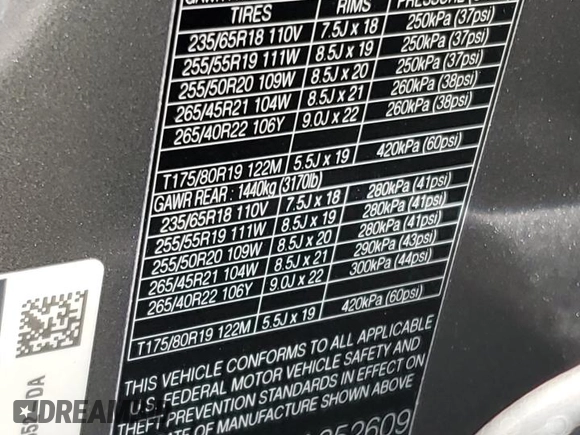 TIRES RIMS PRESSURE
235/65R18 110V 7.5J x 18 250kPa (37psi)
255/55R19 111W 8.5J x 19 250kPa (37psi)
255/50R20 109W 8.5J x 20 250kPa (37psi)
265/45R21 104W 8.5J x 21 260kPa (38psi)
265/40R22 106Y 9.0J x 22 260kPa (38psi)
T175/80R19 122M 5.5J x 19 420kPa (60psi)
GAWR REAR : 1440kg (3170lb)
235/65R18 110V 7.5J x 18 280kPa (41psi)
255/55R19 111W 8.5J x 19 280kPa (41psi)
255/50R20 109W 8.5J x 20 280kPa (41psi)
265/45R21 104W 8.5J x 21 290kPa (43psi)
265/40R22 106Y 9.0J x 22 300kPa (44psi)
T175/80R19 122M 5.5J x 19 420kPa (60psi)
THIS VEHICLE CONFORMS TO ALL APPLICABLE
FEDERAL MOTOR VEHICLE SAFETY AND
THEFT PREVENTION STANDARDS IN EFFECT ON
DATE OF MANUFACTURE SHOWN ABOVE
52609
DREAM